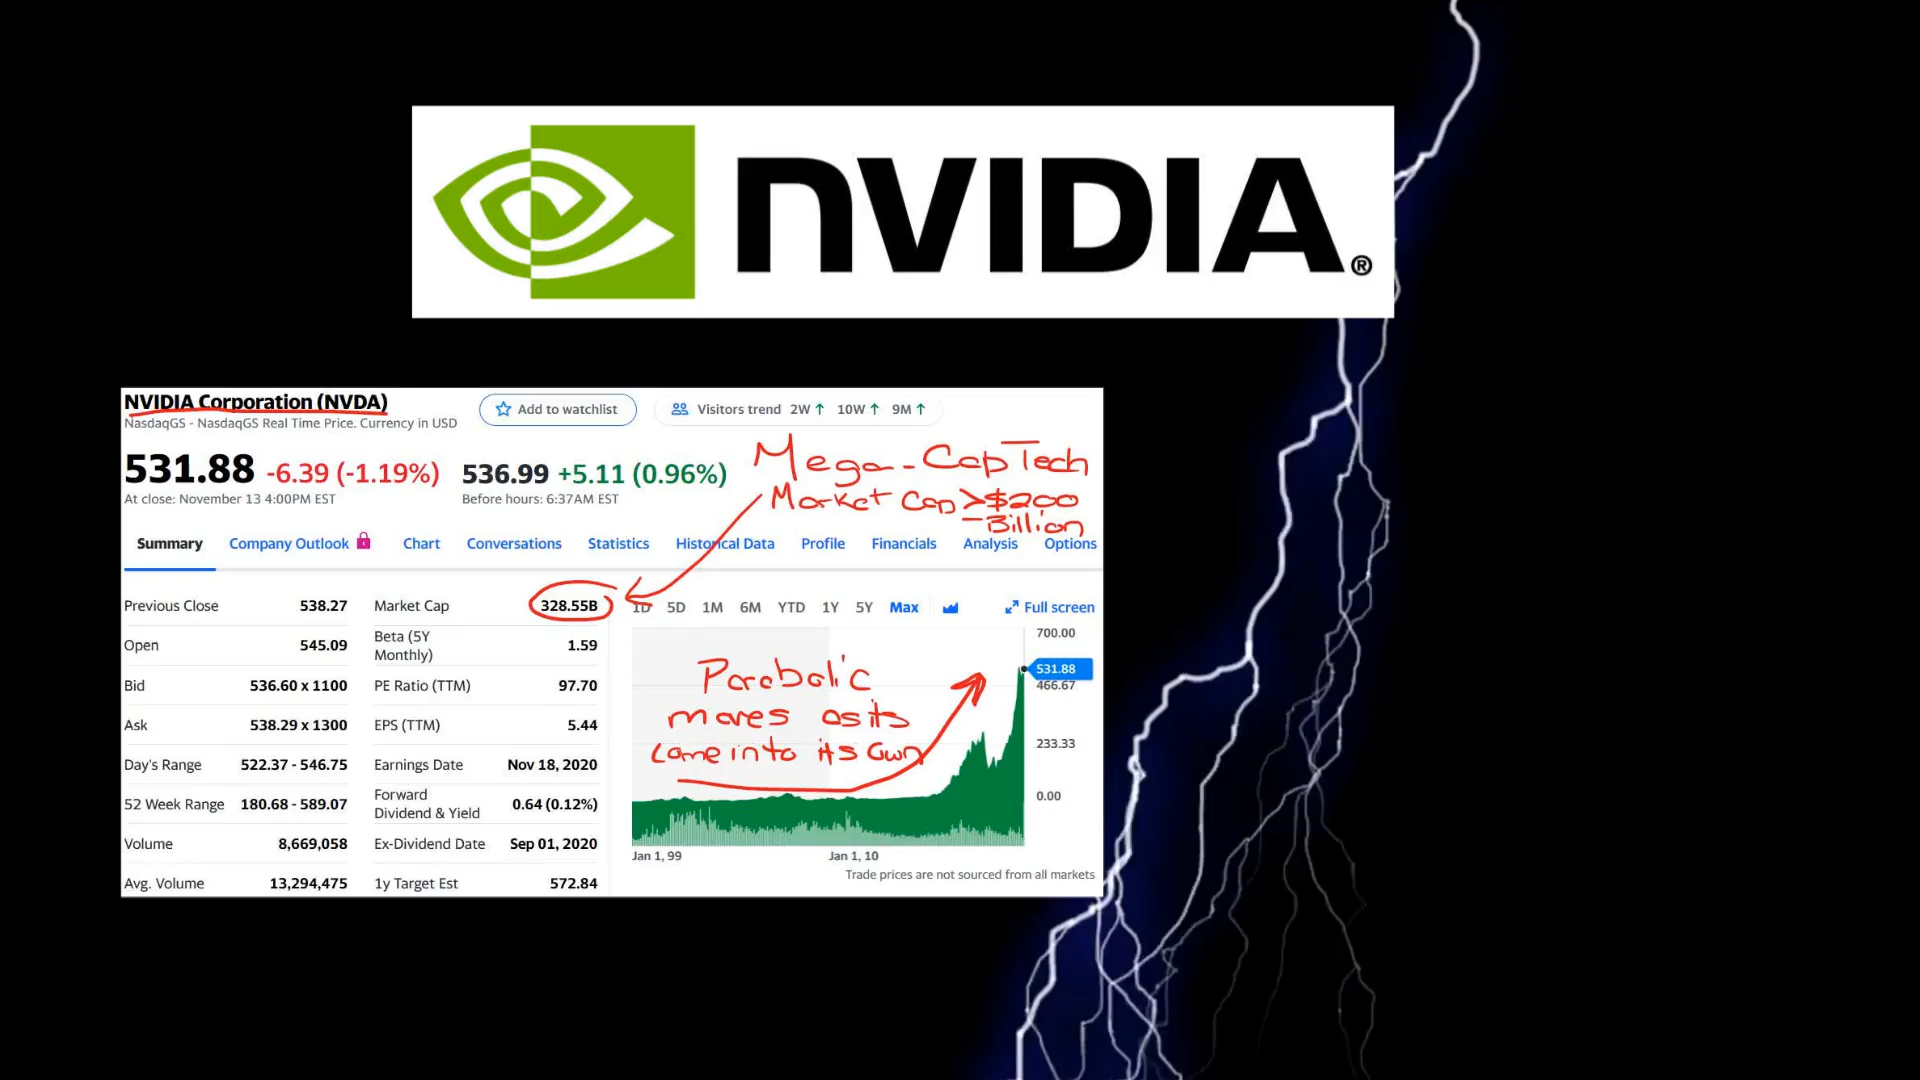 NVIDIA®
NVIDIA Corporation (NVDA)
NasdaqGS - NasdaqGS Real Time Price. Currency in USD
Add to watchlist
Visitors trend 2W↑ 10W↑ 9M↑
531.88 -6.39 (-1.19%)
At close: November 13 4:00PM EST
536.99 +5.11 (0.96%)
Before hours: 6:37AM EST
Mega-Cap Tech
Market Cap ≥ $200
Billion
Summary Company Outlook Chart Conversations Statistics Historical Data Profile Financials Analysis Options
Previous Close 538.27
Open 545.09
Bid 536.60 x 1100
Ask 538.29 x 1300
Day's Range 522.37 - 546.75
52 Week Range 180.68 - 589.07
Volume 8,669,058
Avg. Volume 13,294,475
Market Cap 328.55B
Beta (5Y
Monthly) 1.59
PE Ratio (TTM) 97.70
EPS (TTM) 5.44
Earnings Date Nov 18, 2020
Forward
Dividend & Yield 0.64 (0.12%)
Ex-Dividend Date Sep 01, 2020
1y Target Est 572.84
1D 5D 1M 6M YTD 1Y 5Y Max Full screen
700.00
531.88
466.67
233.33
0.00
Parabolic
moves as its
come into its own
Jan 1, 99 Jan 1, 10
Trade prices are not sourced from all markets